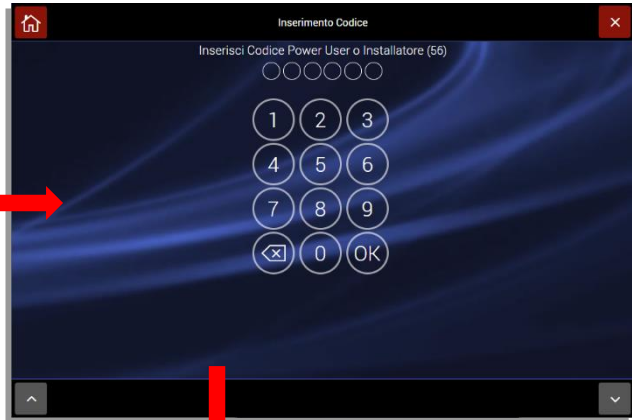 Inserimento Codice
Inserisci Codice Power User o Installatore (56)
1 2 3
4 5 6
7 8 9
0 OK